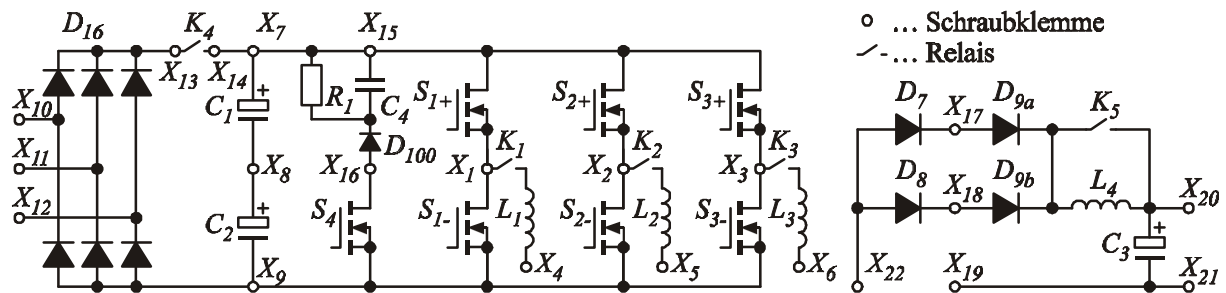 D16 K4 X7 X15
X13 X14
X10 X11 X12
C1 C2 X8 X9
R1 C4 D100 X16 S4
S1+ X1 K1 S1- L1 X4
S2+ X2 K2 S2- L2 X5
S3+ X3 K3 S3- L3 X6
... Schraubklemme
... Relais
D7 X17 D9a K5
D8 X18 D9b L4 X20
C3
X22 X19 X21
+ + +